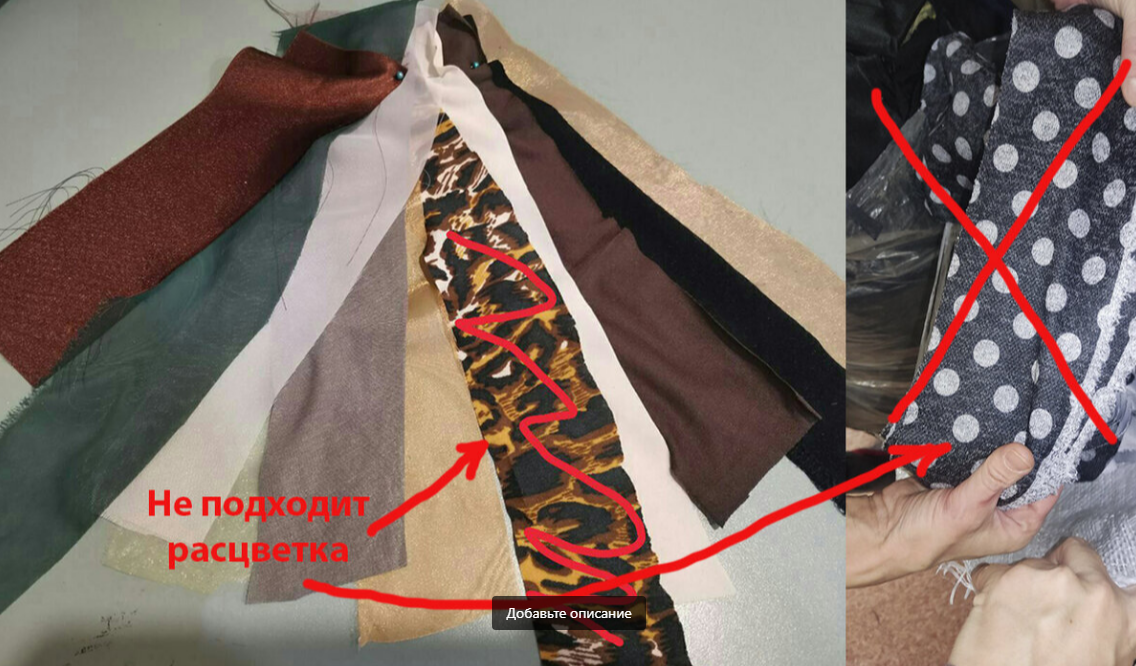 Не подходит
расцветка
Добавьте описание